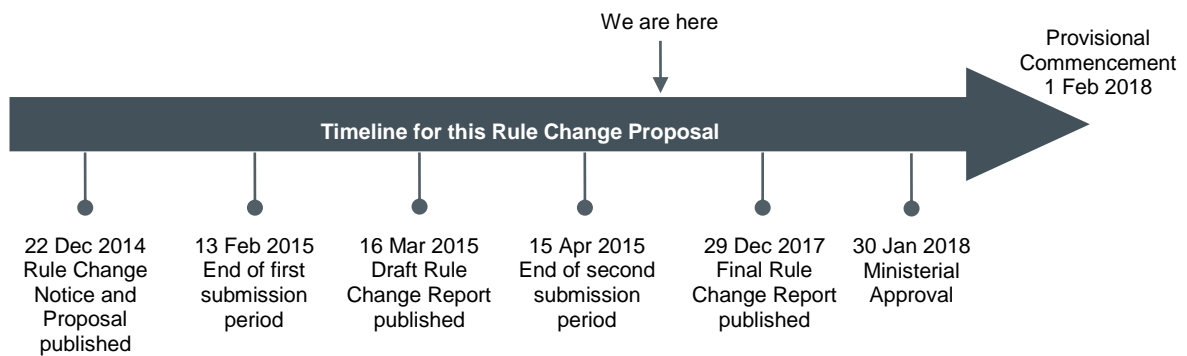 We are here
Provisional
Commencement
1 Feb 2018
Timeline for this Rule Change Proposal
22 Dec 2014
Rule Change
Notice and
Proposal
published
13 Feb 2015
End of first
submission
period
16 Mar 2015
Draft Rule
Change Report
published
15 Apr 2015
End of second
submission
period
29 Dec 2017
Final Rule
Change Report
published
30 Jan 2018
Ministerial
Approval